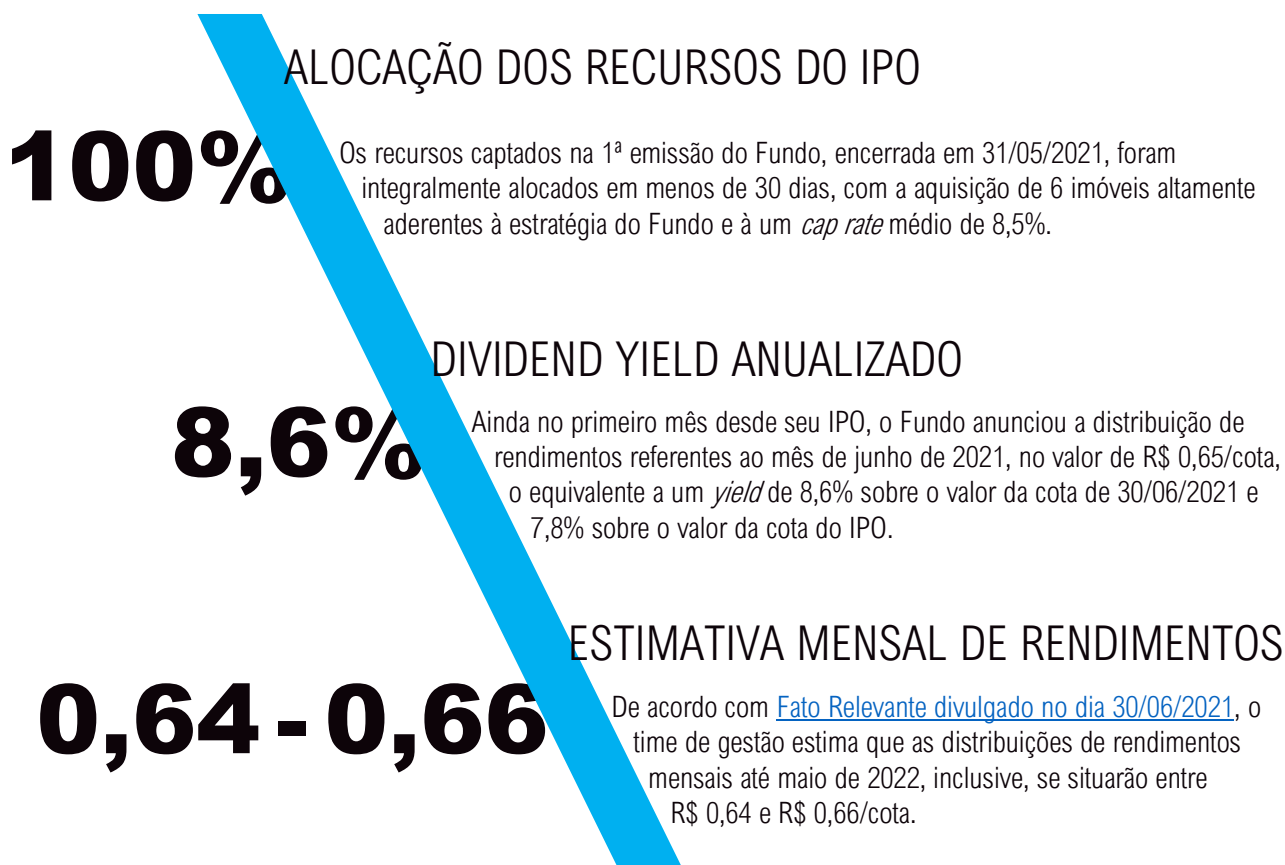 ALOCAÇÃO DOS RECURSOS DO IPO
100%
Os recursos captados na 1ª emissão do Fundo, encerrada em 31/05/2021, foram
integralmente alocados em menos de 30 dias, com a aquisição de 6 imóveis altamente
aderentes à estratégia do Fundo e à um cap rate médio de 8,5%.
DIVIDEND YIELD ANUALIZADO
8,6%
Ainda no primeiro mês desde seu IPO, o Fundo anunciou a distribuição de
rendimentos referentes ao mês de junho de 2021, no valor de R$ 0,65/cota,
o equivalente a um yield de 8,6% sobre o valor da cota de 30/06/2021 e
7,8% sobre o valor da cota do IPO.
ESTIMATIVA MENSAL DE RENDIMENTOS
0,64 - 0,66
De acordo com Fato Relevante divulgado no dia 30/06/2021, o
time de gestão estima que as distribuições de rendimentos
mensais até maio de 2022, inclusive, se situarão entre
R$ 0,64 e R$ 0,66/cota.